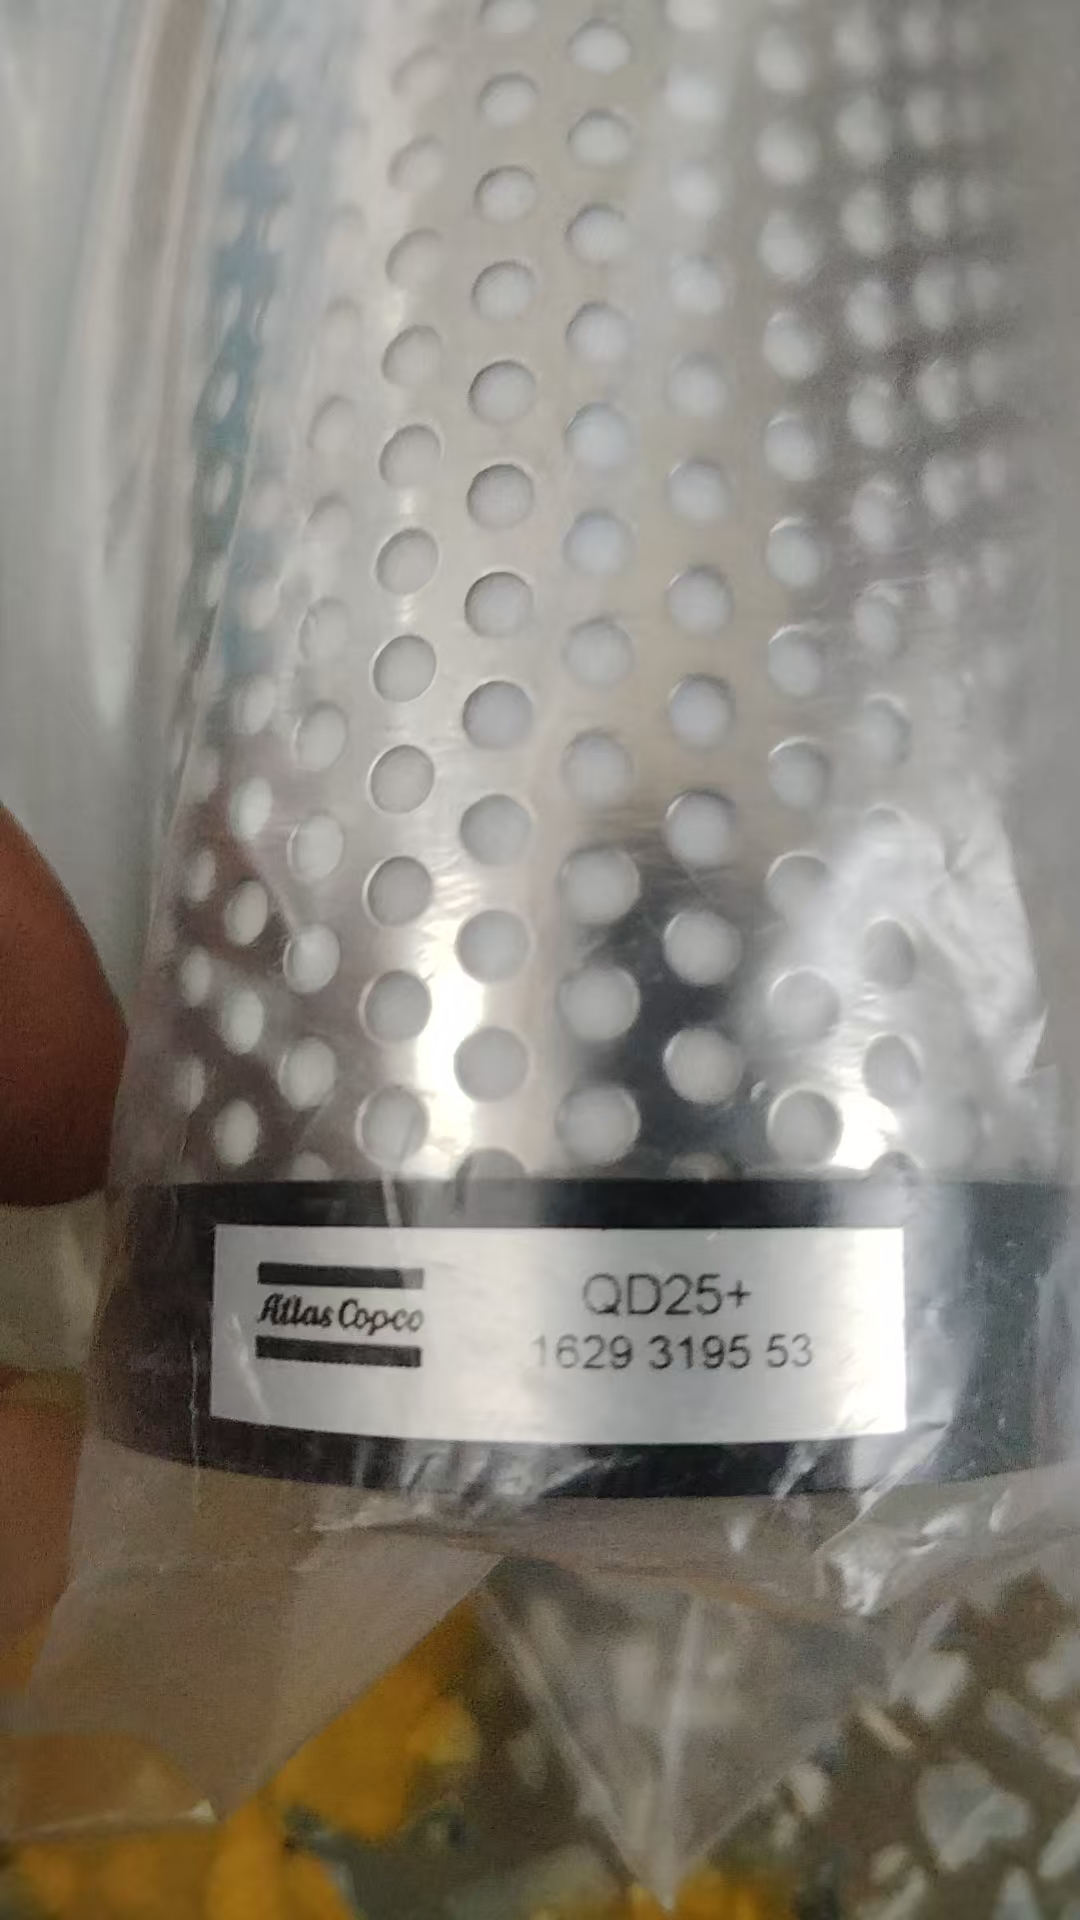 Atlas Copco
QD25+
1629 3195 53